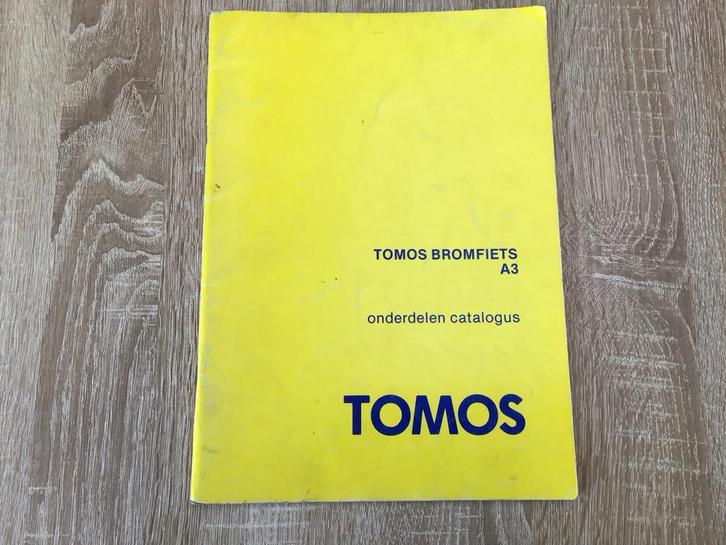 TOMOS BROMFIETS
A3
onderdelen catalogus
TOMOS